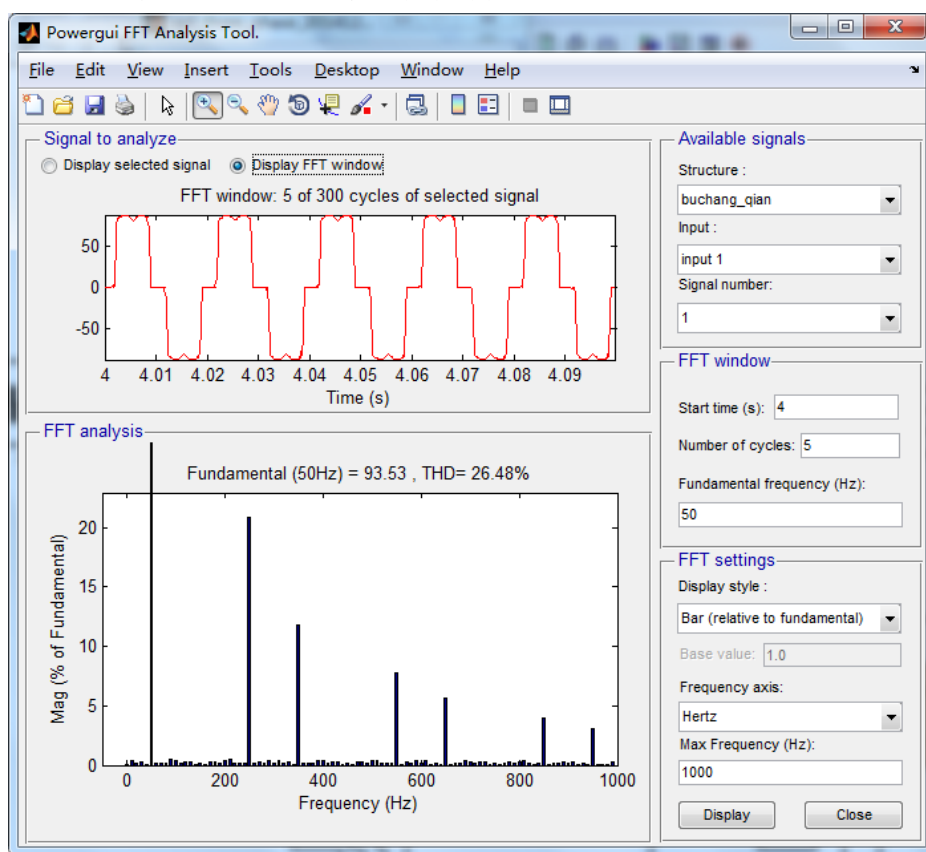 Powergui FFT Analysis Tool.
File Edit View Insert Tools Desktop Window Help
Signal to analyze
Display selected signal Display FFT window
FFT window: 5 of 300 cycles of selected signal
50
0
-50
4 4.01 4.02 4.03 4.04 4.05 4.06 4.07 4.08 4.09
Time (s)
FFT analysis
Fundamental (50Hz) = 93.53 , THD= 26.48%
20
15
10
5
0
Mag (% of Fundamental)
0 200 400 600 800 1000
Frequency (Hz)
Available signals
Structure :
buchang_qian
Input :
input 1
Signal number:
1
FFT window
Start time (s): 4
Number of cycles: 5
Fundamental frequency (Hz):
50
FFT settings
Display style :
Bar (relative to fundamental)
Base value: 1.0
Frequency axis:
Hertz
Max Frequency (Hz):
1000
Display Close